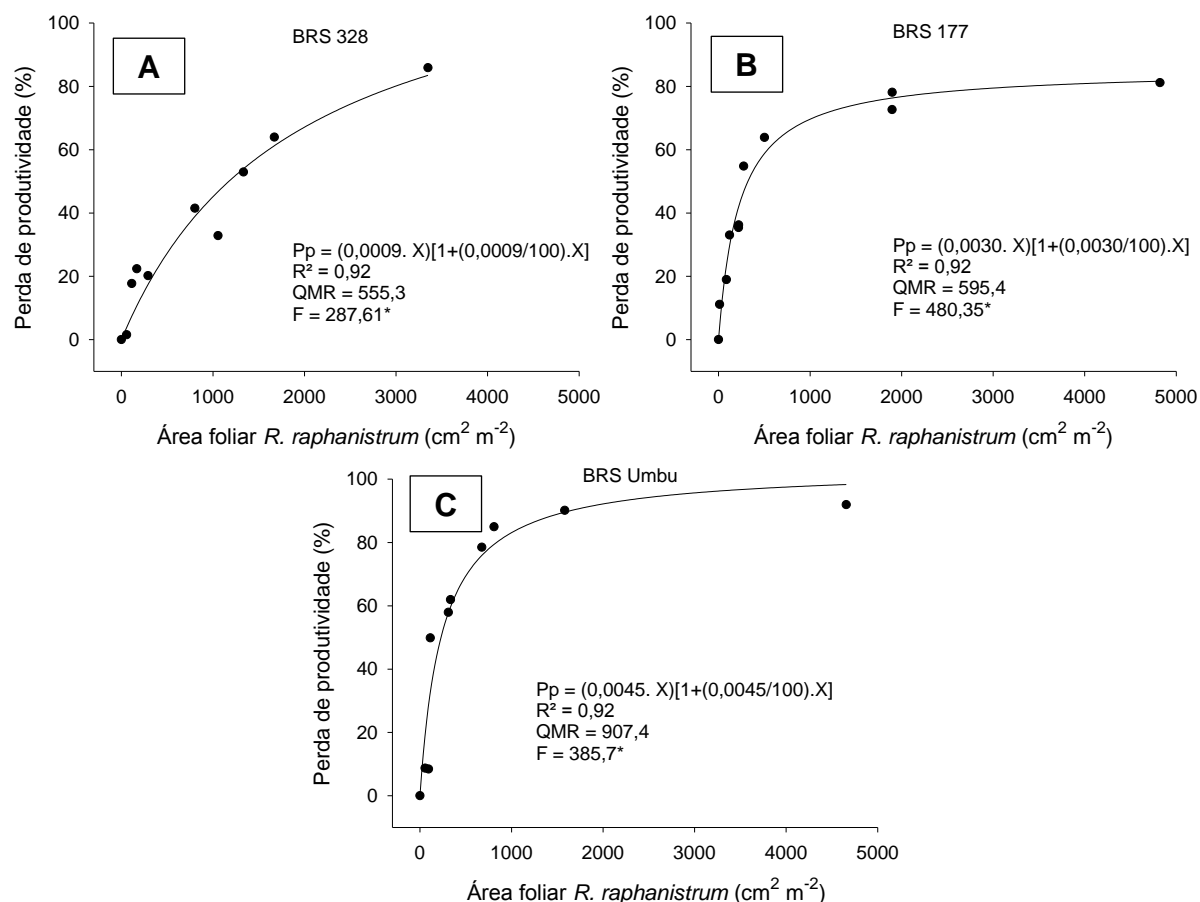 BRS 328
A
Perda de produtividade (%)
100
80
60
40
20
0
Pp = (0,0009. X)[1+(0,0009/100).X]
R² = 0,92
QMR = 555,3
F = 287,61*
0 1000 2000 3000 4000 5000
Área foliar R. raphanistrum (cm² m⁻²)
BRS 177
B
Perda de produtividade (%)
100
80
60
40
20
0
Pp = (0,0030. X)[1+(0,0030/100).X]
R² = 0,92
QMR = 595,4
F = 480,35*
0 1000 2000 3000 4000 5000
Área foliar R. raphanistrum (cm² m⁻²)
BRS Umbu
C
Perda de produtividade (%)
100
80
60
40
20
0
Pp = (0,0045. X)[1+(0,0045/100).X]
R² = 0,92
QMR = 907,4
F = 385,7*
0 1000 2000 3000 4000 5000
Área foliar R. raphanistrum (cm² m⁻²)